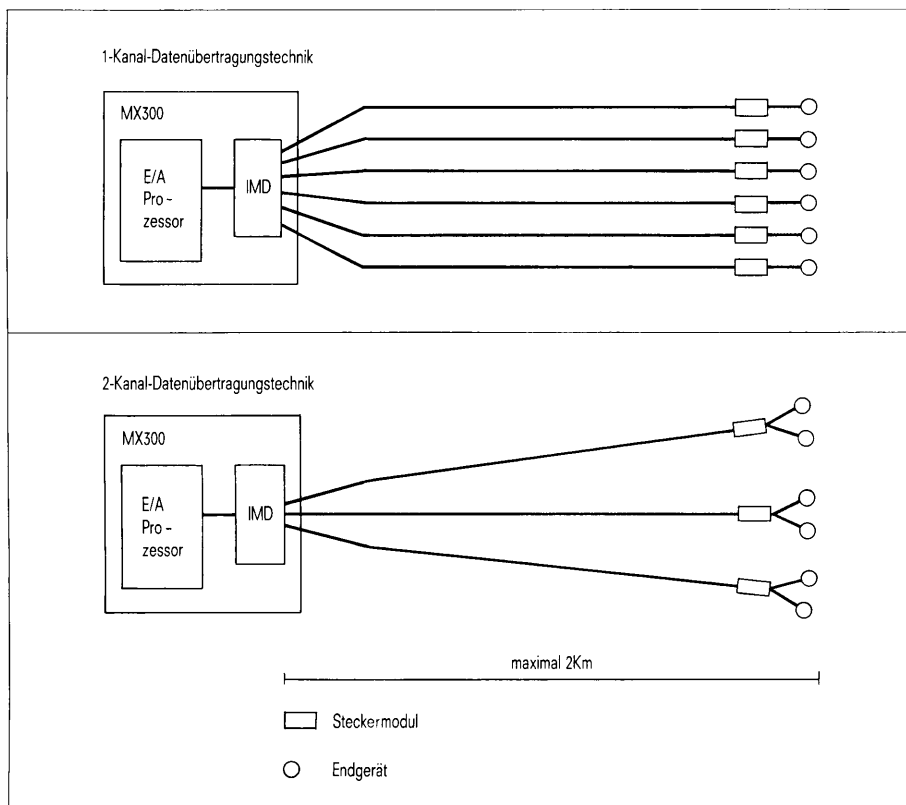 1-Kanal-Datenübertragungstechnik
MX300
E/A
Pro-
zessor
IMD
2-Kanal-Datenübertragungstechnik
MX300
E/A
Pro-
zessor
IMD
maximal 2Km
Steckermodul
Endgerät